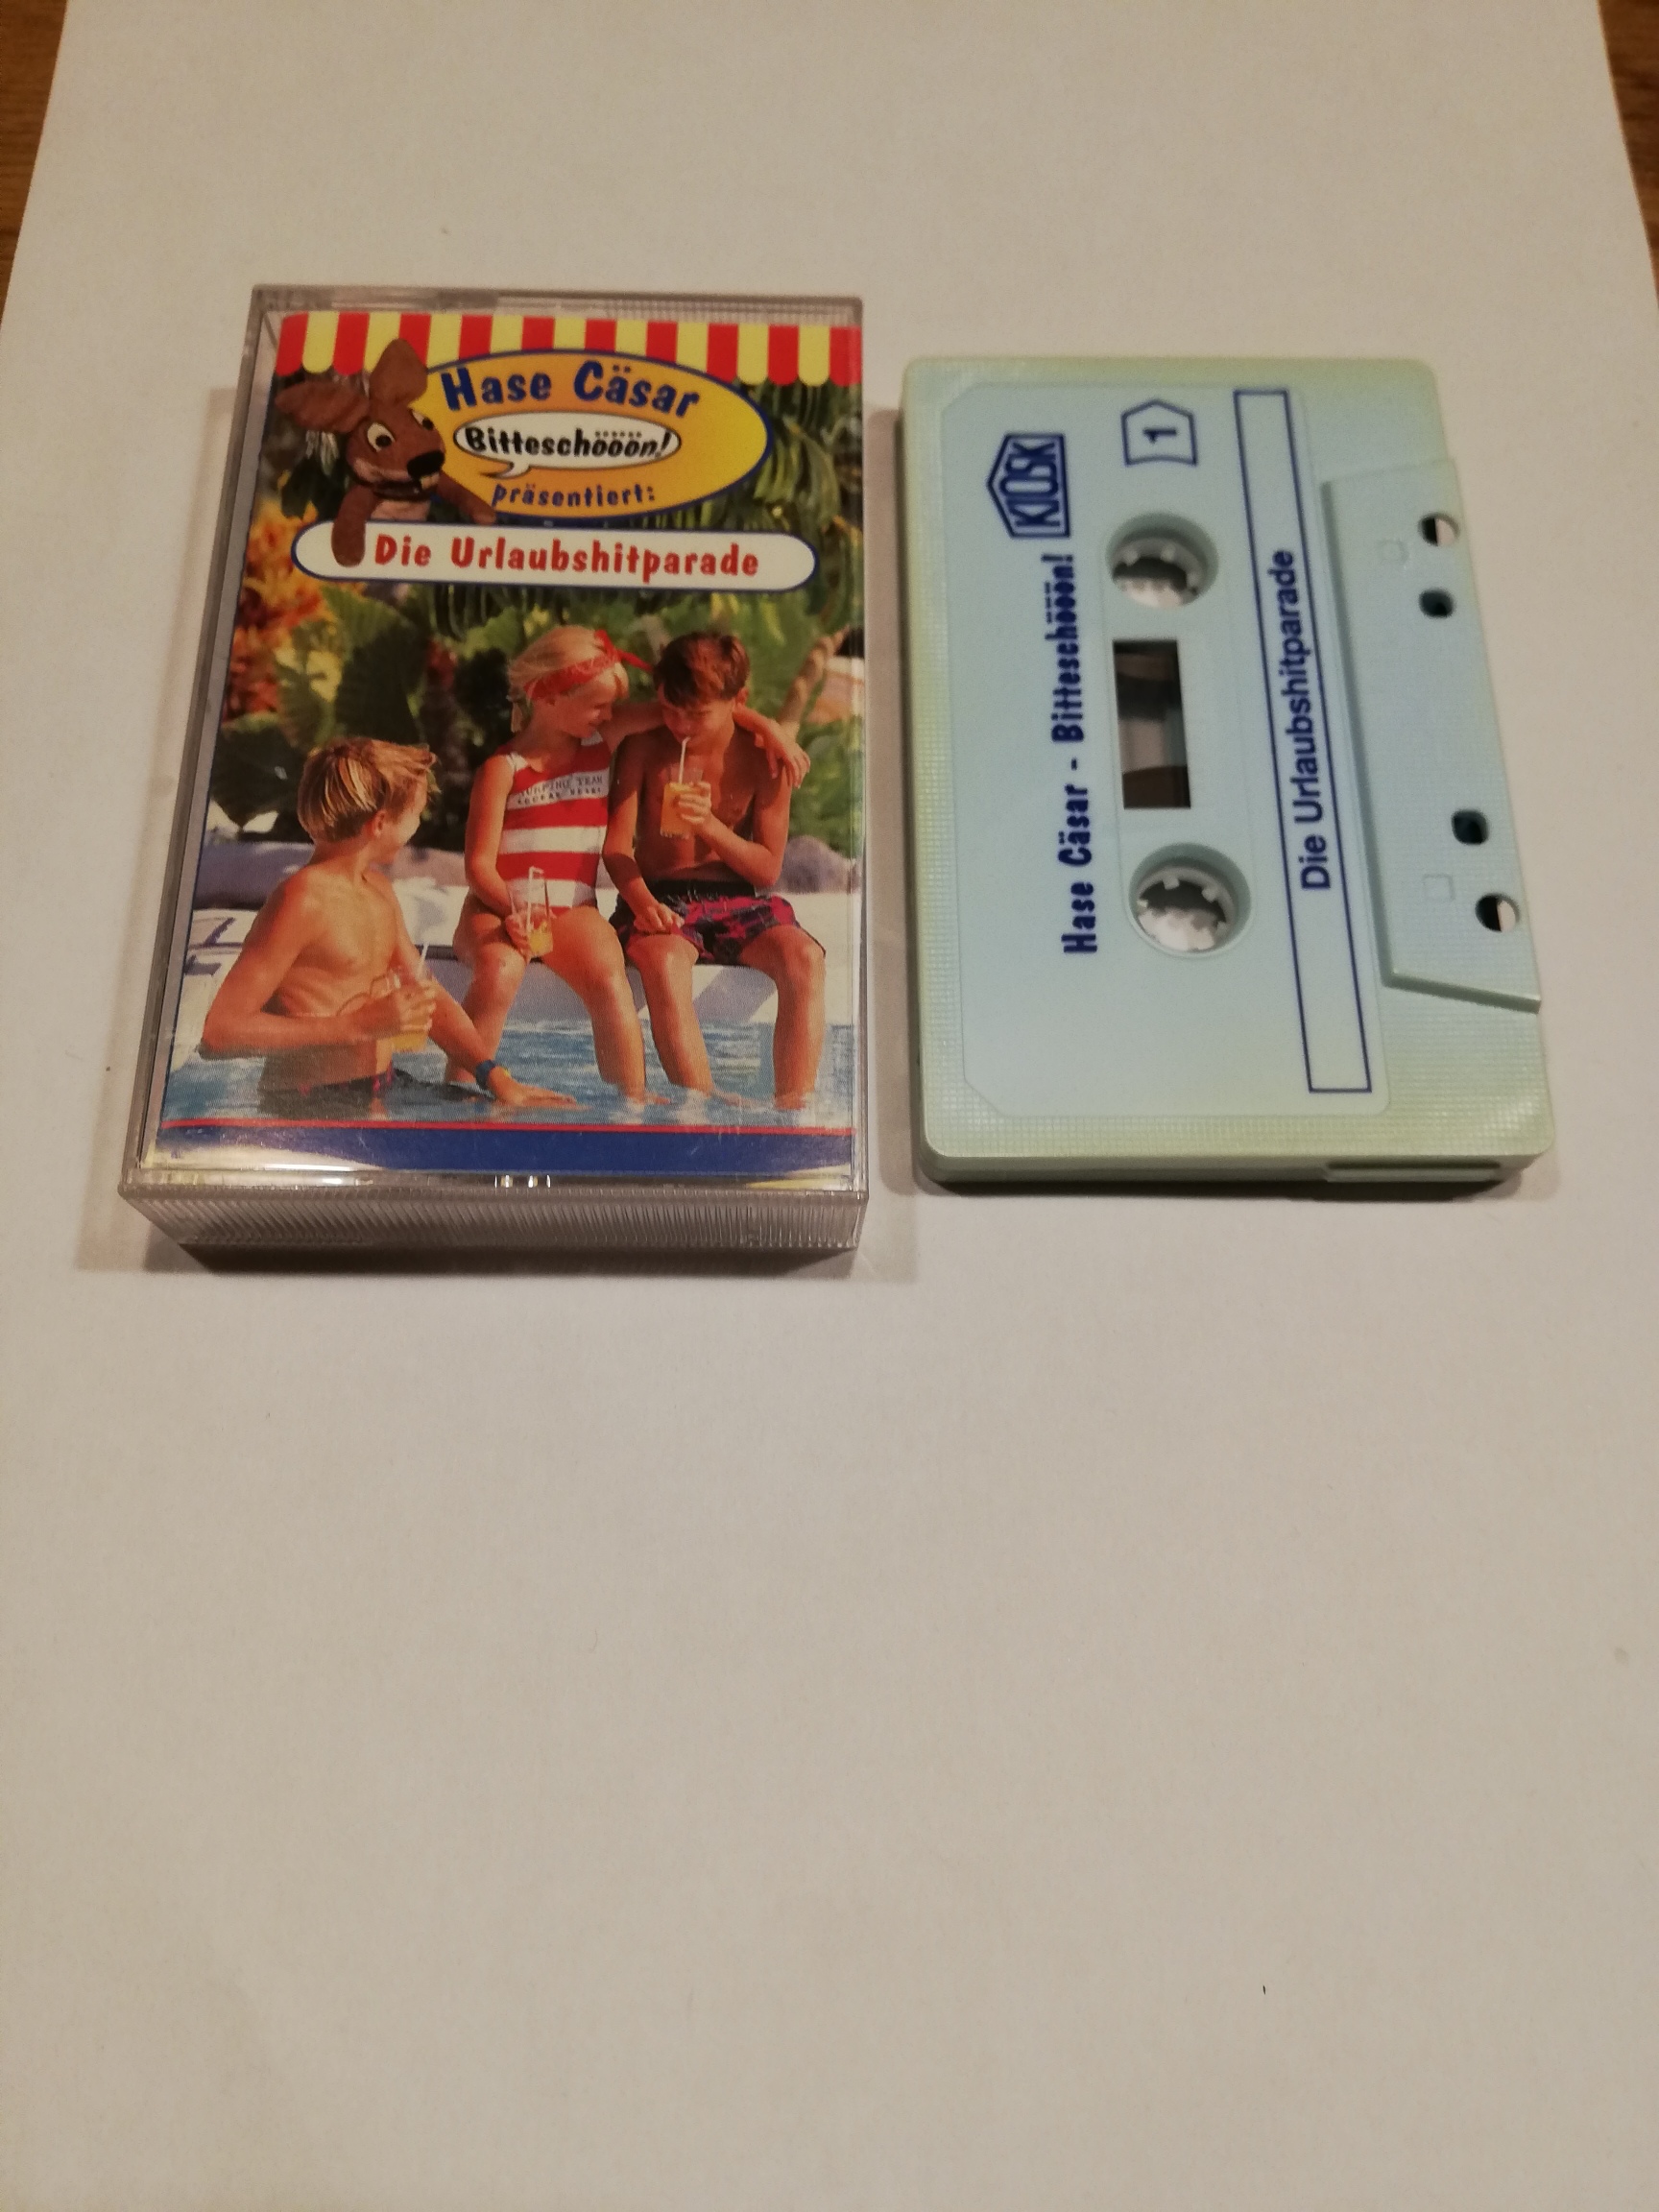 Hase Cäsar
Bitteschööön!
präsentiert:
Die Urlaubshitparade
KIOSK
1
Hase Cäsar - Bitteschööön!
Die Urlaubshitparade